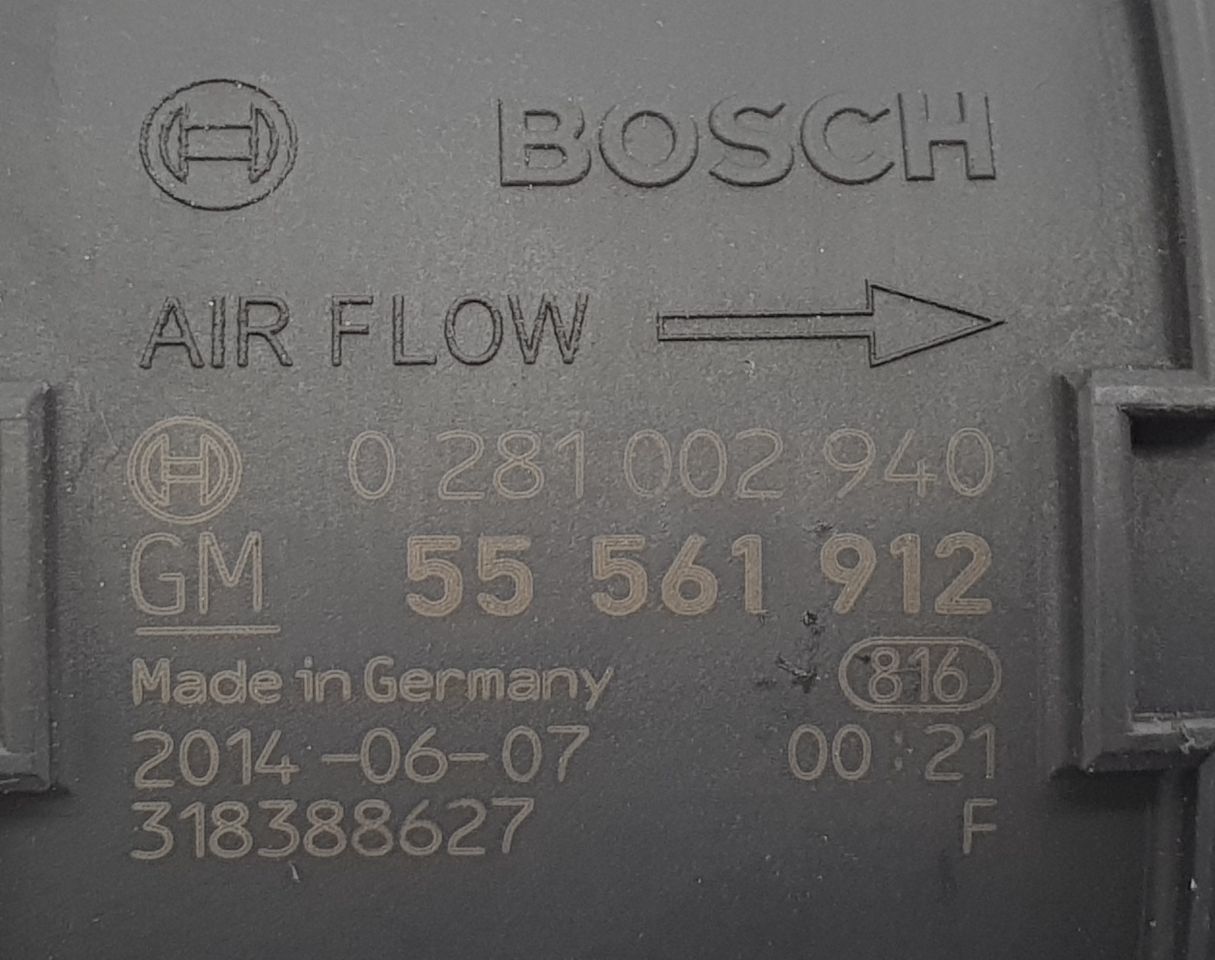 BOSCH
AIR FLOW
0 281 002 940
GM 55 561 912
Made in Germany 816
2014-06-07 00:21
318388627 F